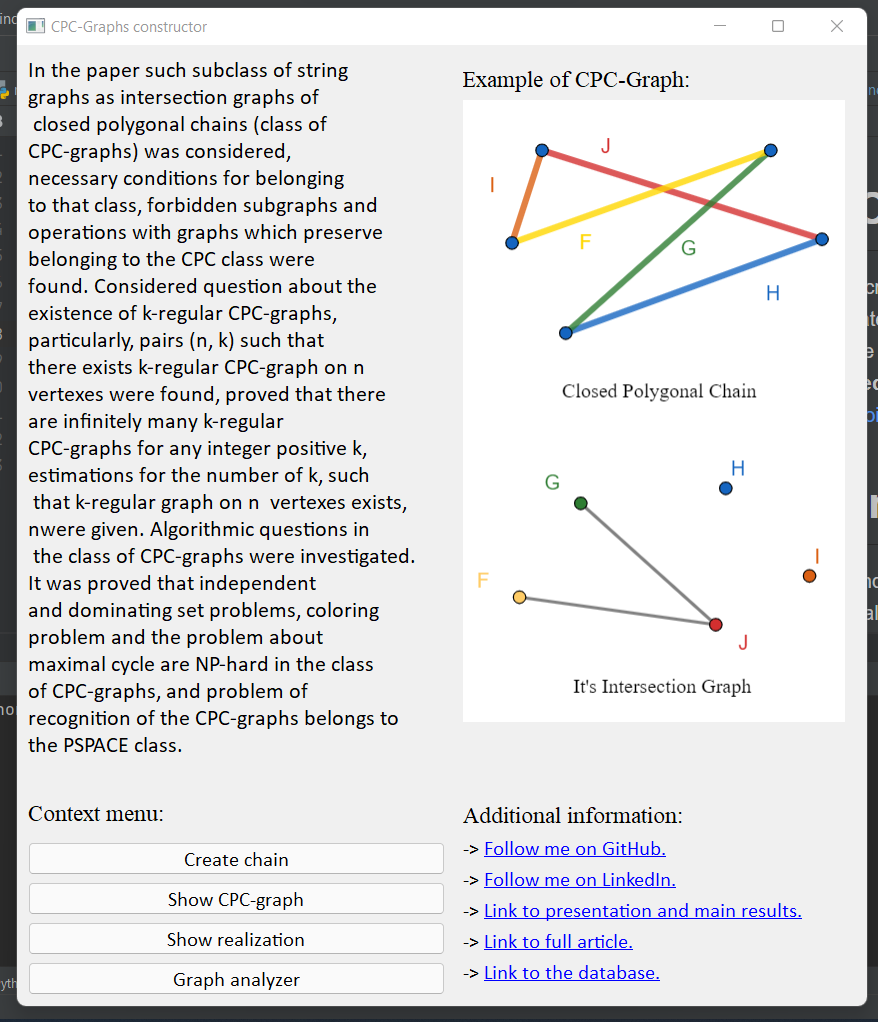 CPC-Graphs constructor
In the paper such subclass of string
graphs as intersection graphs of
closed polygonal chains (class of
CPC-graphs) was considered,
necessary conditions for belonging
to that class, forbidden subgraphs and
operations with graphs which preserve
belonging to the CPC class were
found. Considered question about the
existence of k-regular CPC-graphs,
particularly, pairs (n, k) such that
there exists k-regular CPC-graph on n
vertexes were found, proved that there
are infinitely many k-regular
CPC-graphs for any integer positive k,
estimations for the number of k, such
that k-regular graph on n  vertexes exists,
nwere given. Algorithmic questions in
the class of CPC-graphs were investigated.
It was proved that independent
and dominating set problems, coloring
problem and the problem about
maximal cycle are NP-hard in the class
of CPC-graphs, and problem of
recognition of the CPC-graphs belongs to
the PSPACE class.
Example of CPC-Graph:
J
I
F
G
H
Closed Polygonal Chain
H
G
I
F
J
It's Intersection Graph
Context menu:
Create chain
Show CPC-graph
Show realization
Graph analyzer
Additional information:
-> Follow me on GitHub.
-> Follow me on LinkedIn.
-> Link to presentation and main results.
-> Link to full article.
-> Link to the database.